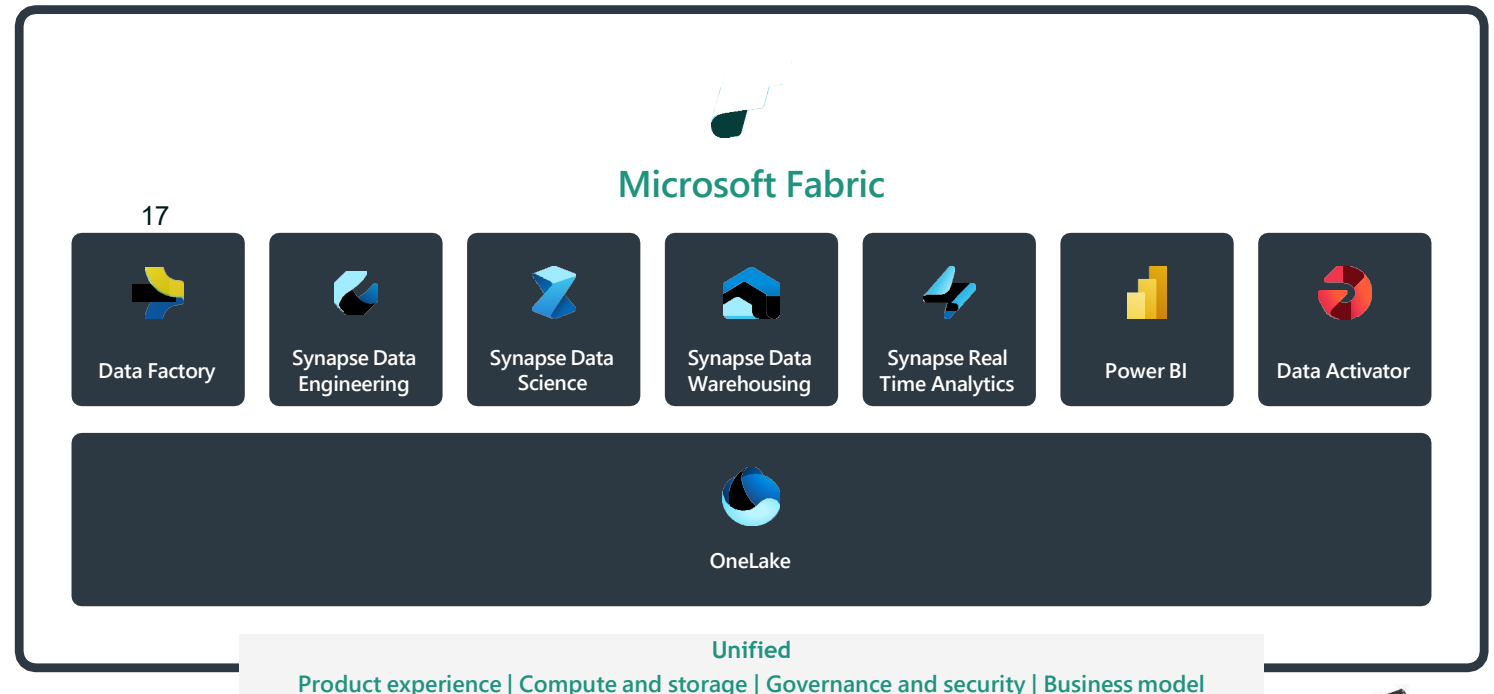 Microsoft Fabric
17
Data Factory
Synapse Data
Engineering
Synapse Data
Science
Synapse Data
Warehousing
Synapse Real
Time Analytics
Power BI
Data Activator
OneLake
Unified
Product experience | Compute and storage | Governance and security | Business model